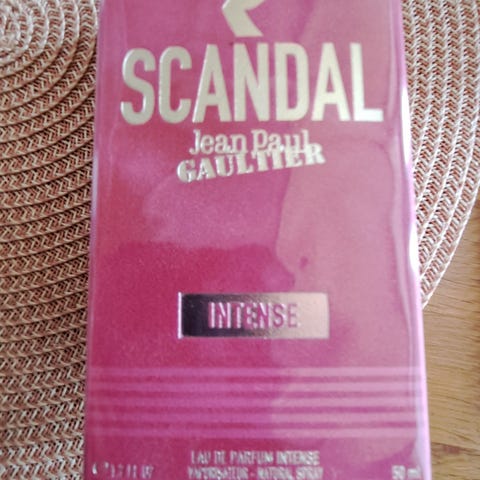 SCANDAL
Jean Paul
GAULTIER
INTENSE
EAU DE PARFUM INTENSE
VAPORISATEUR - NATURAL SPRAY 50 ml